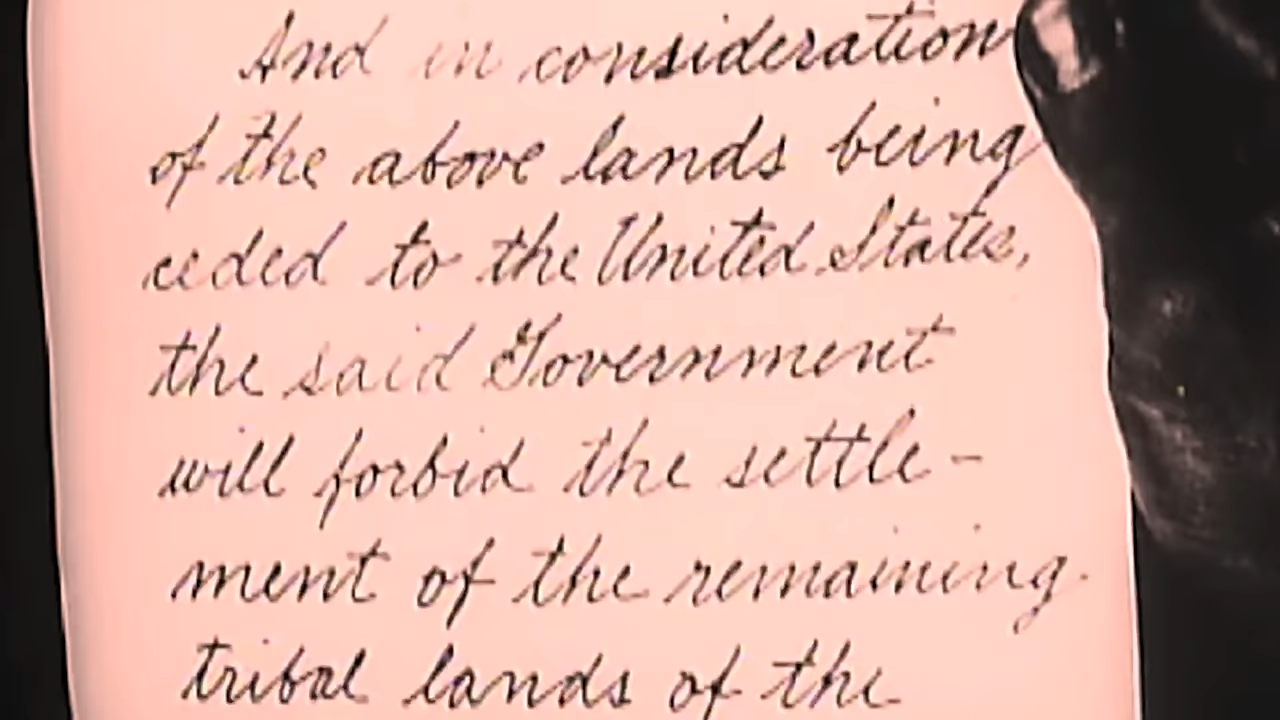 And in consideration
of the above lands being
ceded to the United States,
the said Government
will forbid the settle-
ment of the remaining
tribal lands of the